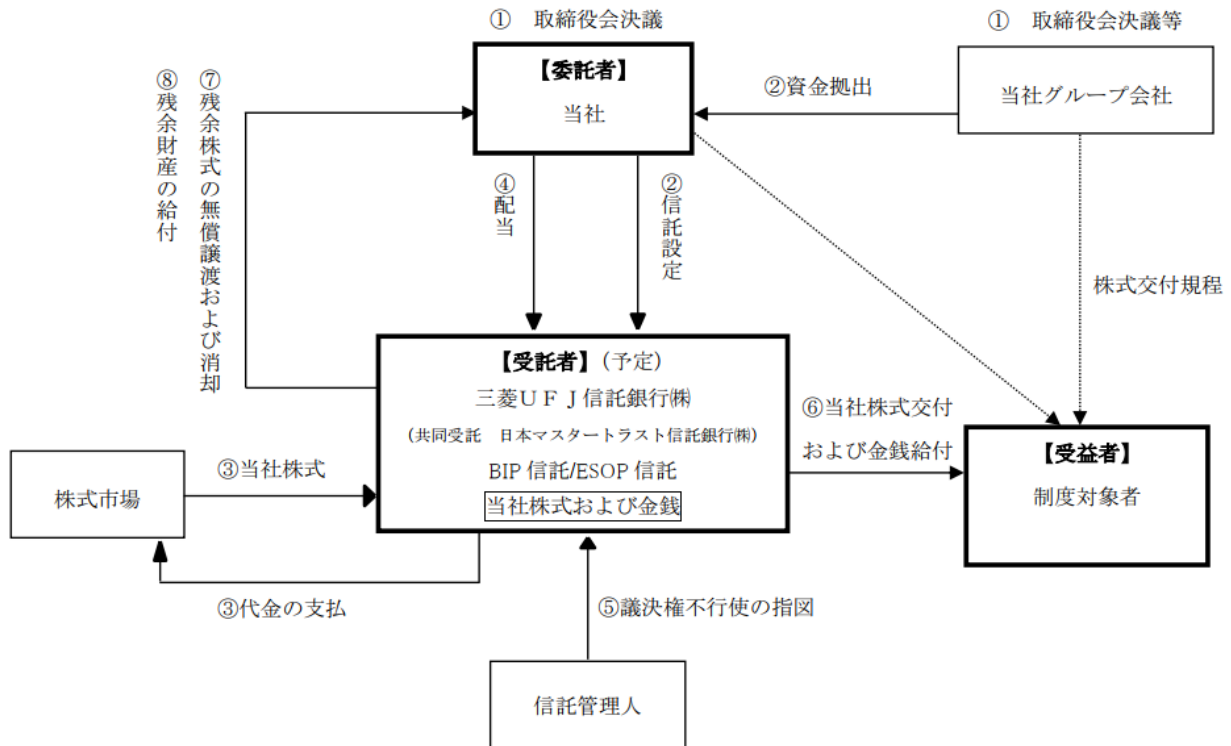 ① 取締役会決議
① 取締役会決議等
【委託者】
当社
②資金拠出
当社グループ会社
⑧残余財産の給付
⑦残余株式の無償譲渡および消却
④配当
②信託設定
株式交付規程
【受託者】(予定)
三菱UFJ信託銀行㈱
(共同受託 日本マスタートラスト信託銀行㈱)
BIP 信託/ESOP 信託
当社株式および金銭
⑥当社株式交付
および金銭給付
【受益者】
制度対象者
株式市場
③当社株式
③代金の支払
⑤議決権不行使の指図
信託管理人